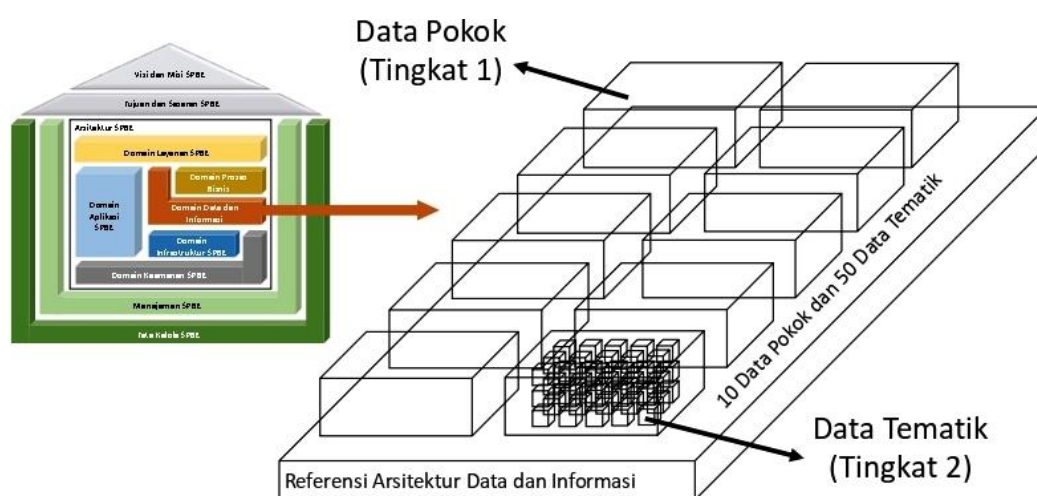 Visi dan Misi SPBE
Tujuan dan Sasaran SPBE
Arsitektur SPBE
Domain Layanan SPBE
Domain Proses
Bisnis
Domain
Aplikasi
SPBE
Domain Data dan
Informasi
Domain
Infrastruktur SPBE
Domain Keamanan SPBE
Manajemen SPBE
Tata Kelola SPBE
Data Pokok
(Tingkat 1)
10 Data Pokok dan 50 Data Tematik
Data Tematik
(Tingkat 2)
Referensi Arsitektur Data dan Informasi